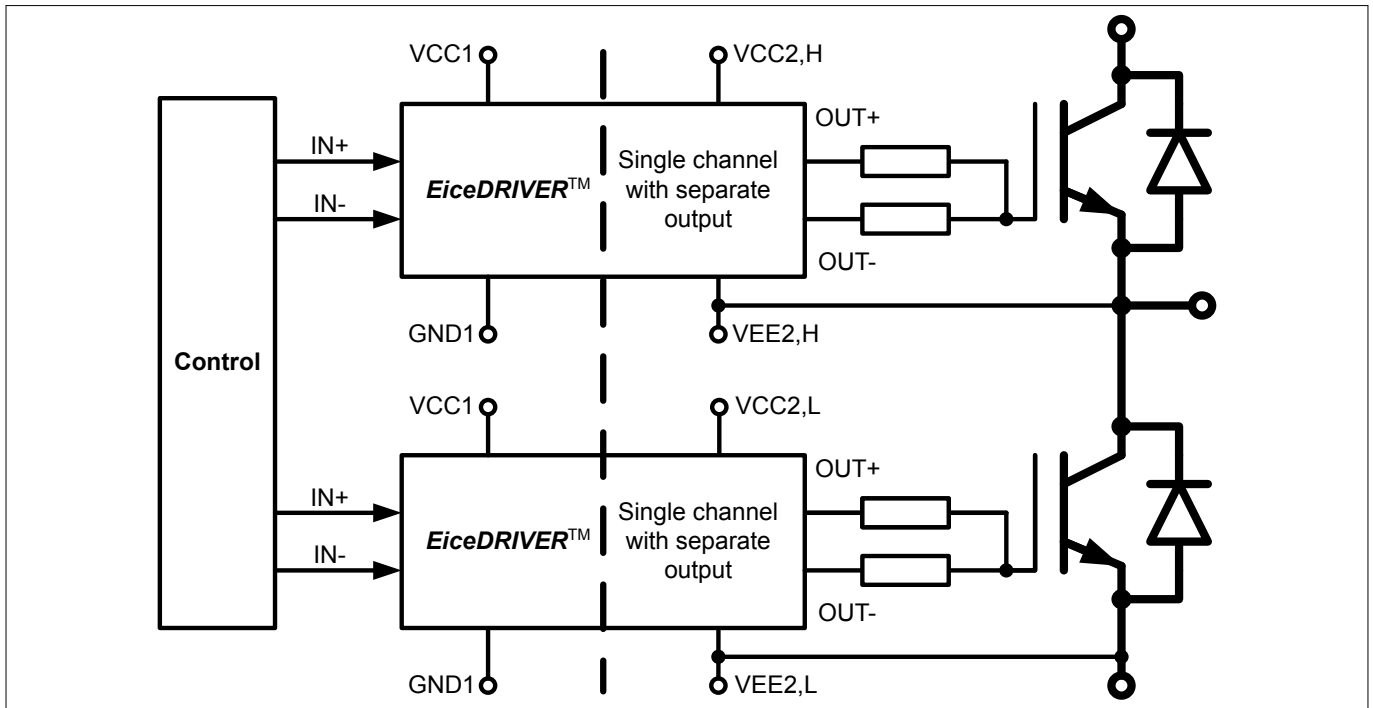 VCC1
VCC2,H
OUT+
IN+
IN-
EiceDRIVER™
Single channel
with separate
output
OUT-
GND1
VEE2,H
Control
VCC1
VCC2,L
OUT+
IN+
IN-
EiceDRIVER™
Single channel
with separate
output
OUT-
GND1
VEE2,L